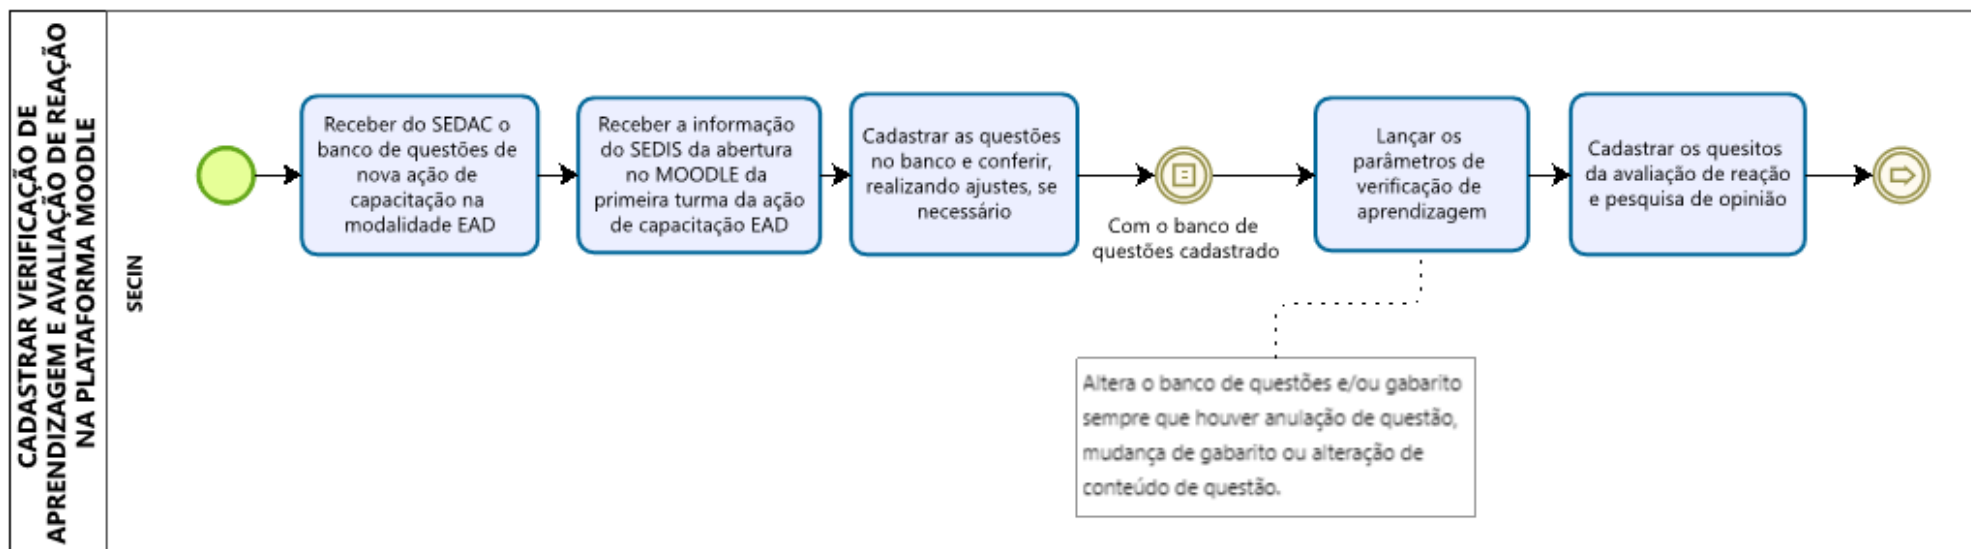 CADASTRAR VERIFICAÇÃO DE
APRENDIZAGEM E AVALIAÇÃO DE REAÇÃO
NA PLATAFORMA MOODLE
SECIN
Receber do SEDAC o
banco de questões de
nova ação de
capacitação na
modalidade EAD
Receber a informação
do SEDIS da abertura
no MOODLE da
primeira turma da ação
de capacitação EAD
Cadastrar as questões
no banco e conferir,
realizando ajustes, se
necessário
Com o banco de
questões cadastrado
Lançar os
parâmetros de
verificação de
aprendizagem
Cadastrar os quesitos
da avaliação de reação
e pesquisa de opinião
Altera o banco de questões e/ou gabarito
sempre que houver anulação de questão,
mudança de gabarito ou alteração de
conteúdo de questão.